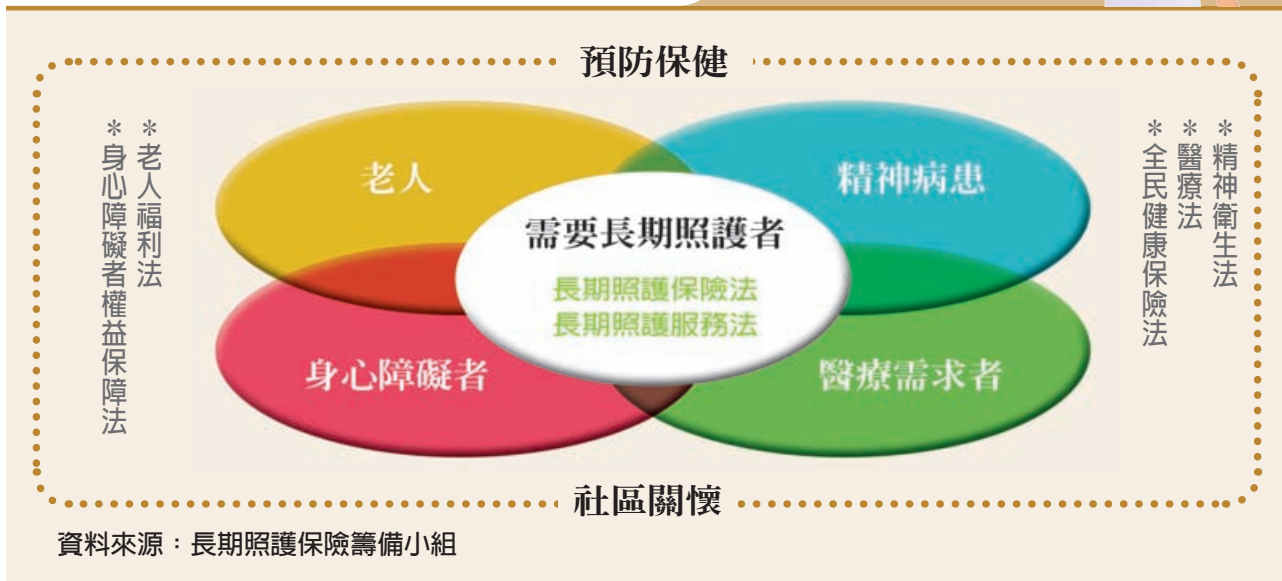 預防保健
＊老人福利法
＊身心障礙者權益保障法
老人
精神病患
需要長期照護者
長期照護保險法
長期照護服務法
身心障礙者
醫療需求者
＊精神衛生法
＊醫療法
＊全民健康保險法
社區關懷
資料來源：長期照護保險籌備小組